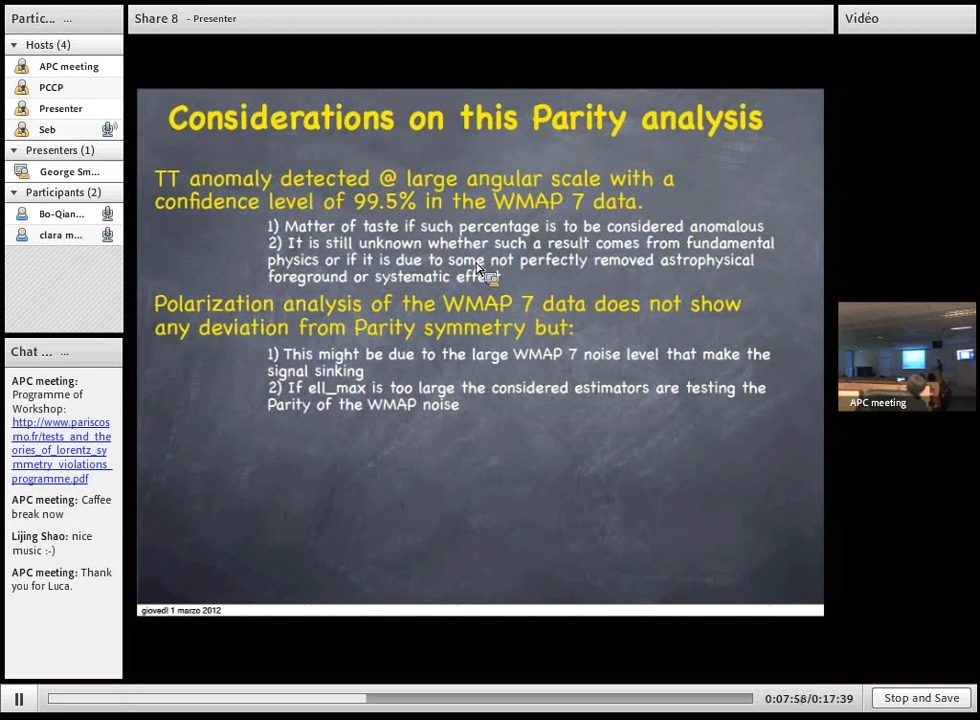 Partic... ...
Hosts (4)
APC meeting
PCCP
Presenter
Seb
Presenters (1)
George Sm...
Participants (2)
Bo-Qian...
clara m...
Chat ...  ...
APC meeting:
Programme of
Workshop:
http://www.pariscos
mo.fr/tests_and_the
ories_of_lorentz_sy
mmetry_violations_
programme.pdf
APC meeting: Caffee
break now
Lijing Shao: nice
music :-)
APC meeting: Thank
you for Luca.
Share 8 - Presenter
Considerations on this Parity analysis
TT anomaly detected @ large angular scale with a
confidence level of 99.5% in the WMAP 7 data.
1) Matter of taste if such percentage is to be considered anomalous
2) It is still unknown whether such a result comes from fundamental
physics or if it is due to some not perfectly removed astrophysical
foreground or systematic effect
Polarization analysis of the WMAP 7 data does not show
any deviation from Parity symmetry but:
1) This might be due to the large WMAP 7 noise level that make the
signal sinking
2) If ell_max is too large the considered estimators are testing the
Parity of the WMAP noise
giovedì 1 marzo 2012
Vidéo
APC meeting
0:07:58/0:17:39
Stop and Save